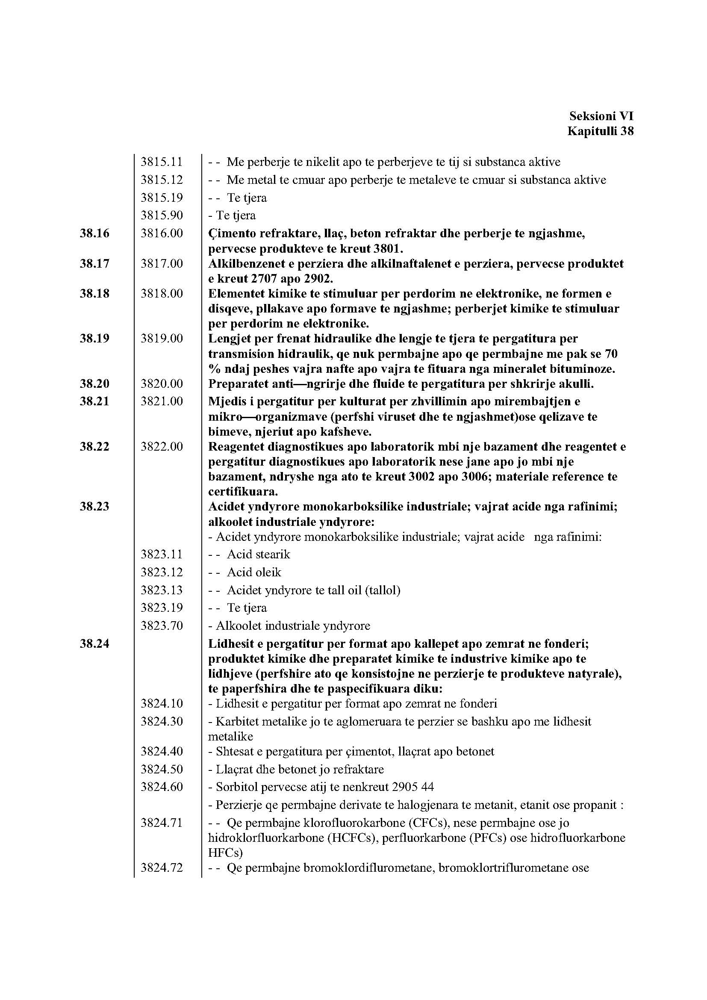 Seksioni VI
Kapitulli 38
3815.11 - - Me perberje te nikelit apo te perberjeve te tij si substanca aktive
3815.12 - - Me metal te cmuar apo perberje te metaleve te cmuar si substanca aktive
3815.19 - - Te tjera
3815.90 - Te tjera
38.16 3816.00 Çimento refraktare, llaç, beton refraktar dhe perberje te ngjashme,
pervecse produkteve te kreut 3801.
38.17 3817.00 Alkilbenzenet e perziera dhe alkilnaftalenet e perziera, pervecse produktet
e kreut 2707 apo 2902.
38.18 3818.00 Elementet kimike te stimuluar per perdorim ne elektronike, ne formen e
disqeve, pllakave apo formave te ngjashme; perberjet kimike te stimuluar
per perdorim ne elektronike.
38.19 3819.00 Lengjet per frenat hidraulike dhe lengje te tjera te pergatitura per
transmision hidraulik, qe nuk permbajne apo qe permbajne me pak se 70
% ndaj peshes vajra nafte apo vajra te fituara nga mineralet bituminoze.
38.20 3820.00 Preparatet anti—ngrirje dhe fluide te pergatitura per shkrirje akulli.
38.21 3821.00 Mjedis i pergatitur per kulturat per zhvillimin apo mirembajtjen e
mikro—organizmave (perfshi viruset dhe te ngjashmet)ose qelizave te
bimeve, njeriut apo kafsheve.
38.22 3822.00 Reagentet diagnostikues apo laboratorik mbi nje bazament dhe reagentet e
pergatitur diagnostikues apo laboratorik nese jane apo jo mbi nje
bazament, ndryshe nga ato te kreut 3002 apo 3006; materiale reference te
certifikuara.
38.23 Acidet yndyrore monokarboksilike industriale; vajrat acide nga rafinimi;
alkoolet industriale yndyrore:
- Acidet yndyrore monokarboksilike industriale; vajrat acide nga rafinimi:
3823.11 - - Acid stearik
3823.12 - - Acid oleik
3823.13 - - Acidet yndyrore te tall oil (tallol)
3823.19 - - Te tjera
3823.70 - Alkoolet industriale yndyrore
38.24 Lidhesit e pergatitur per format apo kallepet apo zemrat ne fonderi;
produktet kimike dhe preparatet kimike te industrive kimike apo te
lidhjeve (perfshire ato qe konsistojne ne perzierje te produkteve natyrale),
te paperfshira dhe te paspecifikuara diku:
3824.10 - Lidhesit e pergatitur per format apo zemrat ne fonderi
3824.30 - Karbitet metalike jo te aglomeruara te perzier se bashku apo me lidhesit
metalike
3824.40 - Shtesat e pergatitura per çimentot, llaçrat apo betonet
3824.50 - Llaçrat dhe betonet jo refraktare
3824.60 - Sorbitol pervecse atij te nenkreut 2905 44
- Perzierje qe permbajne derivate te halogjenara te metanit, etanit ose propanit :
3824.71 - - Qe permbajne klorofluorokarbone (CFCs), nese permbajne ose jo
hidroklorfluorkarbone (HCFCs), perfluorkarbone (PFCs) ose hidrofluorkarbone
HFCs)
3824.72 - - Qe permbajne bromoklordiflurometane, bromoklortriflurometane ose